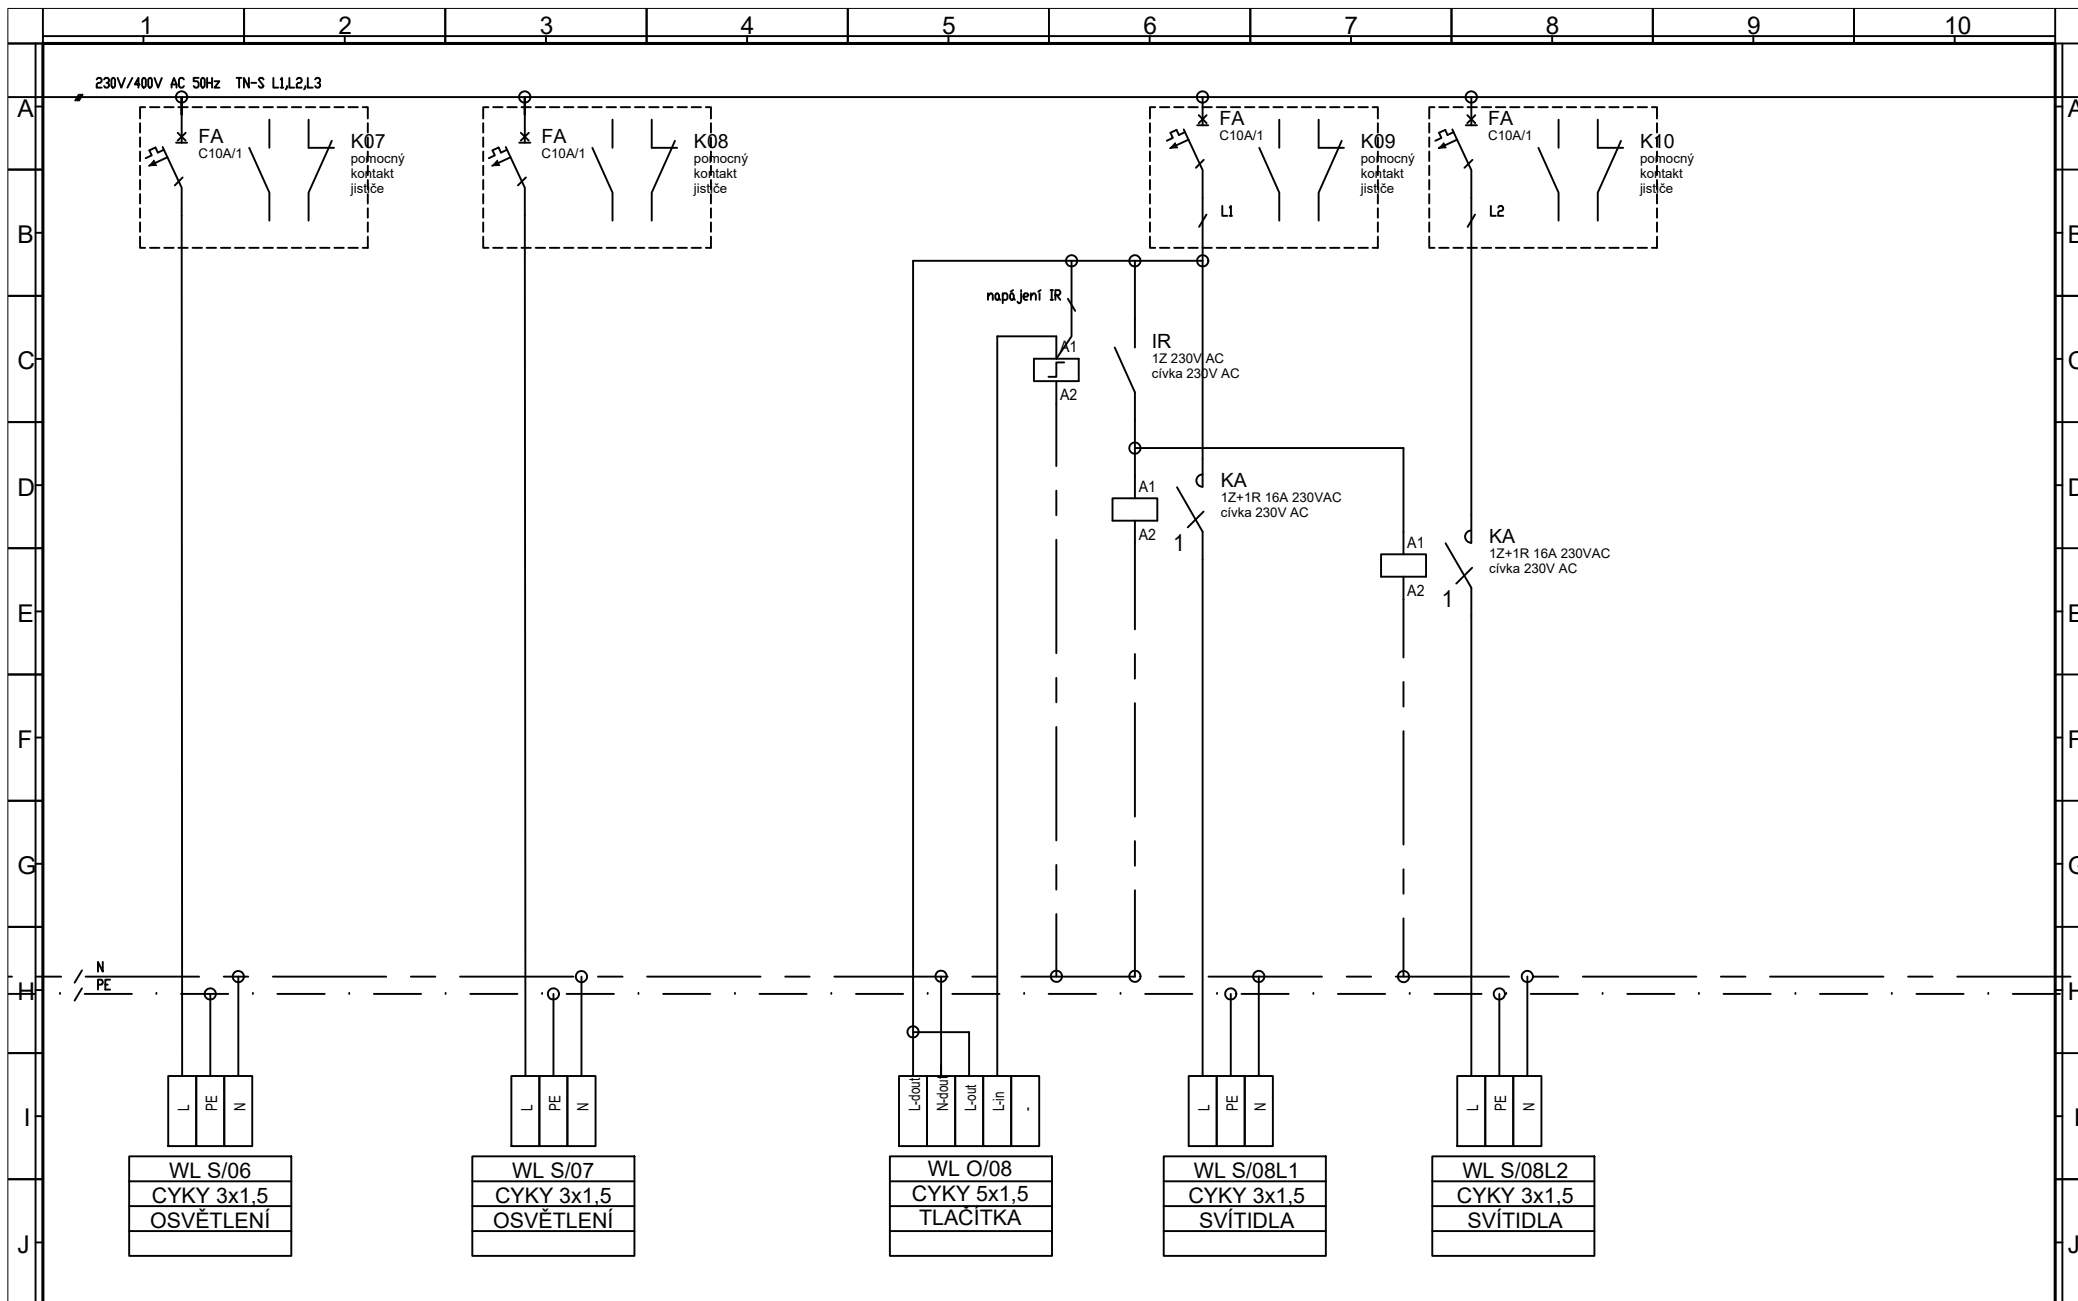 1 2 3 4 5 6 7 8 9 10
230V/400V AC 50Hz TN-S L1,L2,L3
A
B
C
D
E
F
G
H
I
J
FA
C10A/1
K07
pomocný
kontakt
jističe
FA
C10A/1
K08
pomocný
kontakt
jističe
FA
C10A/1
K09
pomocný
kontakt
jističe
L1
FA
C10A/1
K10
pomocný
kontakt
jističe
L2
napájení IR
A1
A2
IR
1Z 230V AC
cívka 230V AC
A1
A2
KA
1Z+1R 16A 230VAC
cívka 230V AC
1
A1
A2
KA
1Z+1R 16A 230VAC
cívka 230V AC
1
N
PE
L PE N
L PE N
L-dout N-dout L-out L-in -
L PE N
L PE N
WL S/06
CYKY 3x1,5
OSVĚTLENÍ
WL S/07
CYKY 3x1,5
OSVĚTLENÍ
WL O/08
CYKY 5x1,5
TLAČÍTKA
WL S/08L1
CYKY 3x1,5
SVÍTIDLA
WL S/08L2
CYKY 3x1,5
SVÍTIDLA